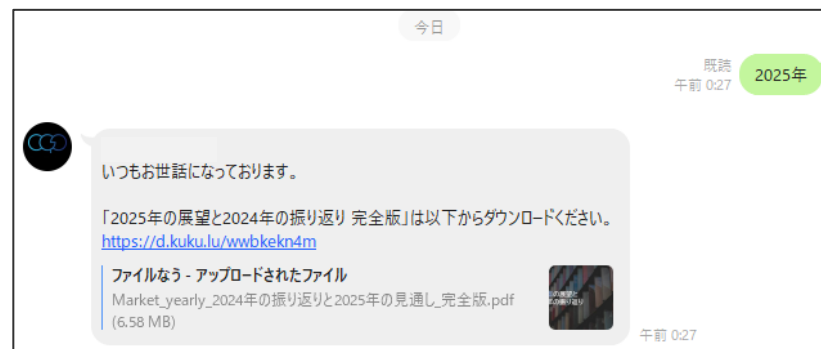 今日
既読
午前 0:27
2025年
いつもお世話になっております。
「2025年の展望と2024年の振り返り 完全版」は以下からダウンロードください。
https://d.kuku.lu/wwbkekn4m
ファイルなう - アップロードされたファイル
Market_yearly_2024年の振り返りと2025年の見通し_完全版.pdf
(6.58 MB)
午前 0:27